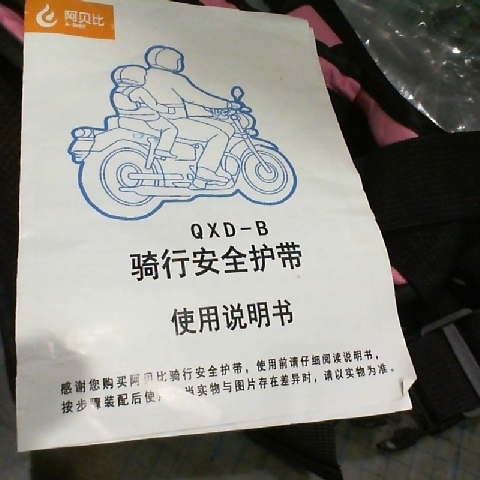 阿贝比
QXD-B
骑行安全护带
使用说明书
感谢您购买阿贝比骑行安全护带，使用前请仔细阅读说明书，
按步骤装配后使 当实物与图片存在差异时，请以实物为准。